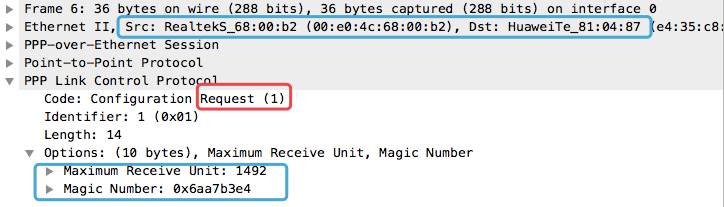 Frame 6: 36 bytes on wire (288 bits), 36 bytes captured (288 bits) on interface 0
Ethernet II, Src: RealtekS_68:00:b2 (00:e0:4c:68:00:b2), Dst: HuaweiTe_81:04:87 (e4:35:c8:
PPP-over-Ethernet Session
Point-to-Point Protocol
PPP Link Control Protocol
Code: Configuration Request (1)
Identifier: 1 (0x01)
Length: 14
Options: (10 bytes), Maximum Receive Unit, Magic Number
Maximum Receive Unit: 1492
Magic Number: 0x6aa7b3e4